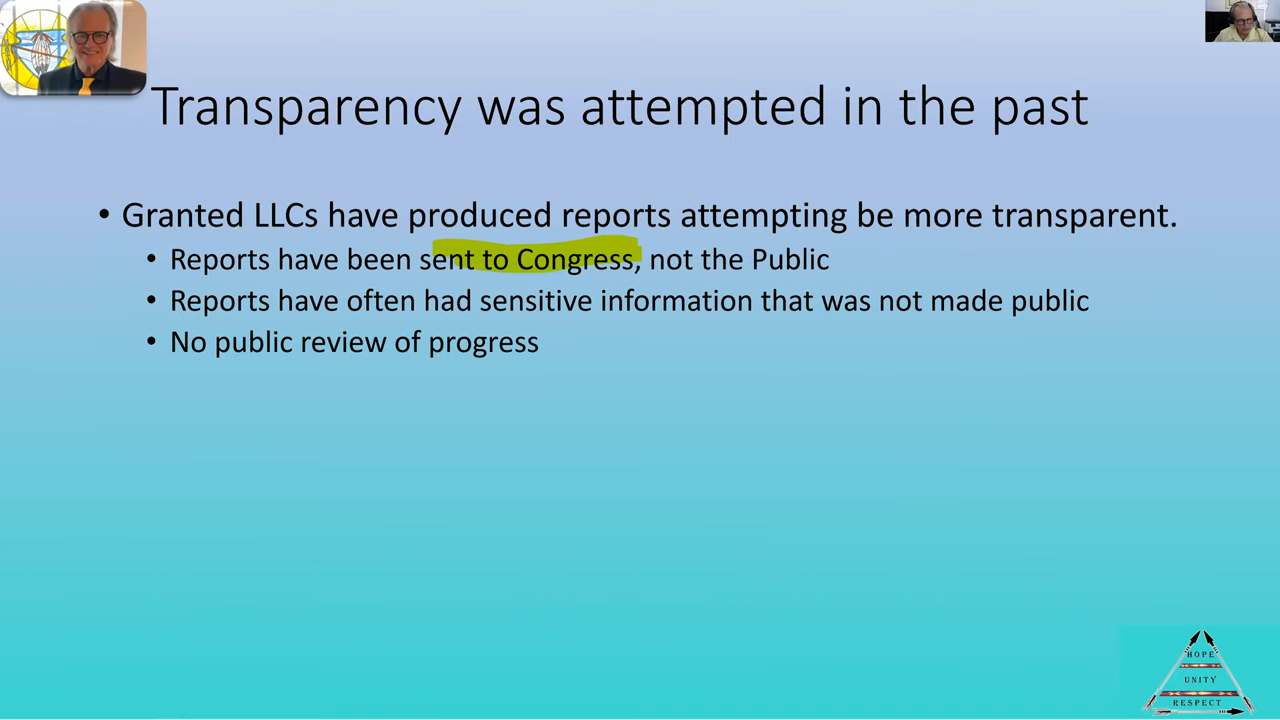 Transparency was attempted in the past
• Granted LLCs have produced reports attempting be more transparent.
• Reports have been sent to Congress, not the Public
• Reports have often had sensitive information that was not made public
• No public review of progress
HOPE
UNITY
RESPECT